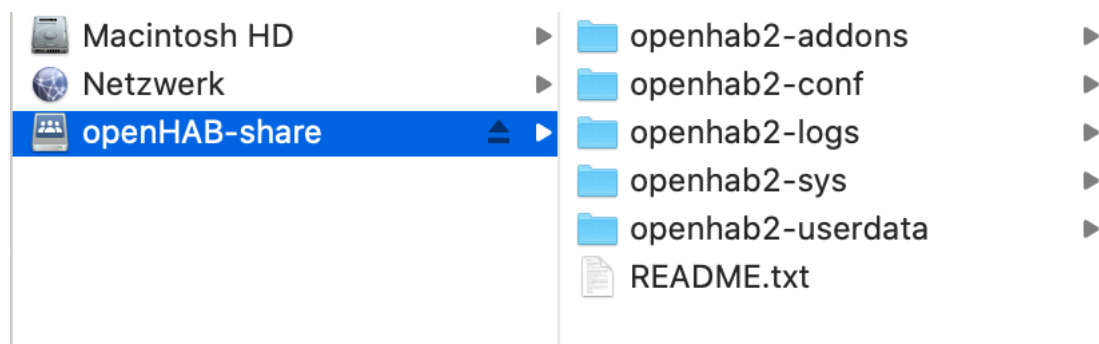 Macintosh HD
Netzwerk
openHAB-share
openhab2-addons
openhab2-conf
openhab2-logs
openhab2-sys
openhab2-userdata
README.txt